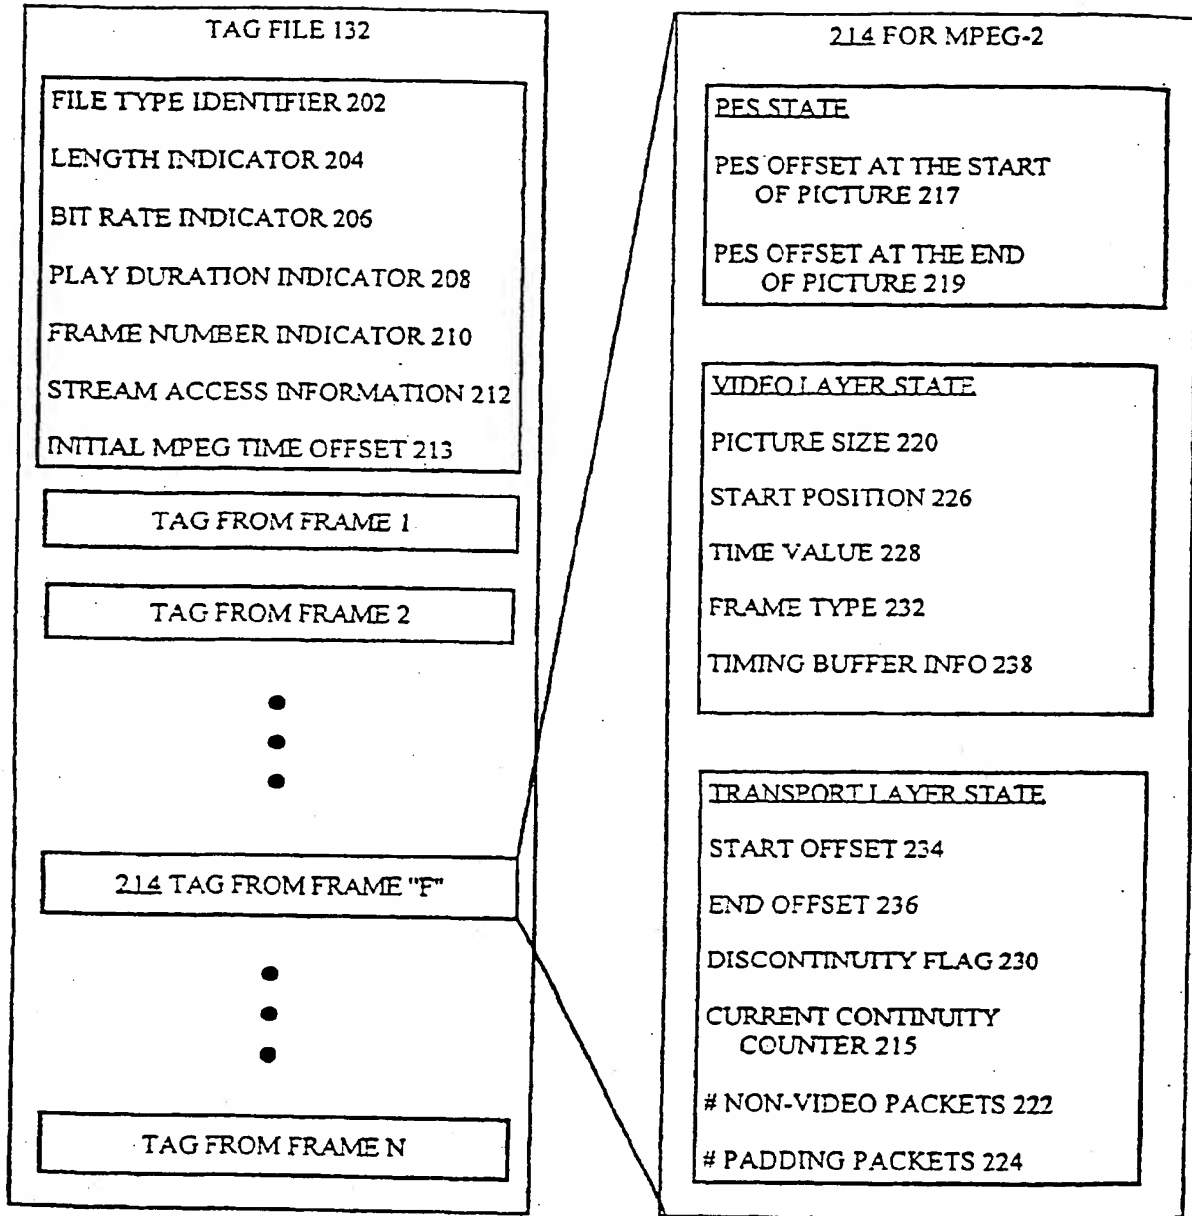 TAG FILE 132
FILE TYPE IDENTIFIER 202
LENGTH INDICATOR 204
BIT RATE INDICATOR 206
PLAY DURATION INDICATOR 208
FRAME NUMBER INDICATOR 210
STREAM ACCESS INFORMATION 212
INITIAL MPEG TIME OFFSET 213
TAG FROM FRAME 1
TAG FROM FRAME 2
214 TAG FROM FRAME "F"
TAG FROM FRAME N
214 FOR MPEG-2
PES STATE
PES OFFSET AT THE START
OF PICTURE 217
PES OFFSET AT THE END
OF PICTURE 219
VIDEO LAYER STATE
PICTURE SIZE 220
START POSITION 226
TIME VALUE 228
FRAME TYPE 232
TIMING BUFFER INFO 238
TRANSPORT LAYER STATE
START OFFSET 234
END OFFSET 236
DISCONTINUITY FLAG 230
CURRENT CONTINUITY
COUNTER 215
# NON-VIDEO PACKETS 222
# PADDING PACKETS 224